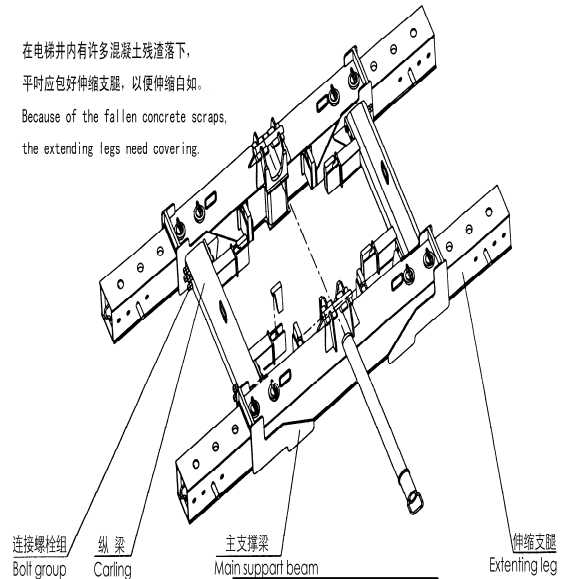 在电梯井内有许多混凝土残渣落下，
平时应包好伸缩支腿，以便伸缩自如。
Because of the fallen concrete scraps,
the extending legs need covering.
连接螺栓组
Bolt group
纵 梁
Carling
主支撑梁
Main suppart beam
伸缩支腿
Extenting leg